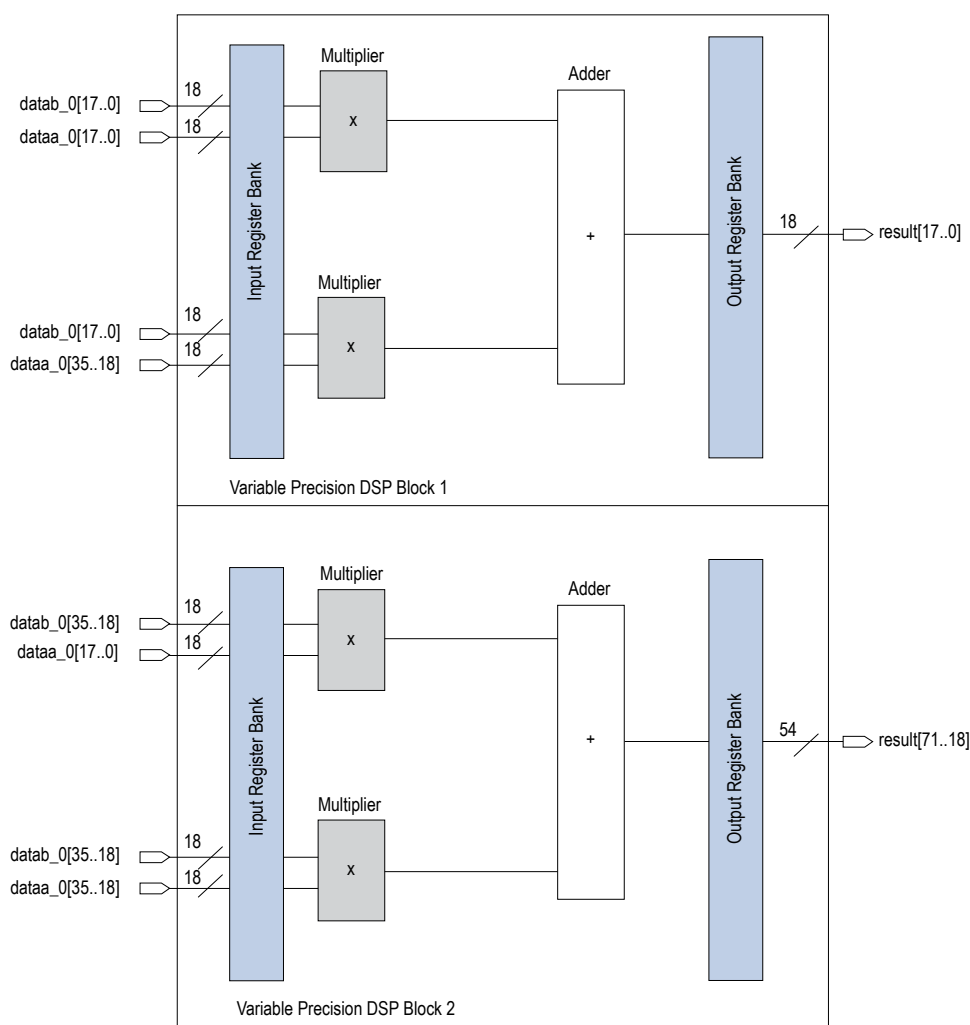 Multiplier
Adder
datab_0[17..0]
18
dataa_0[17..0]
18
x
Input Register Bank
+
Output Register Bank
18
result[17..0]
Multiplier
datab_0[17..0]
18
dataa_0[35..18]
18
x
Variable Precision DSP Block 1
Multiplier
Adder
datab_0[35..18]
18
dataa_0[17..0]
18
x
Input Register Bank
+
Output Register Bank
54
result[71..18]
Multiplier
datab_0[35..18]
18
dataa_0[35..18]
18
x
Variable Precision DSP Block 2